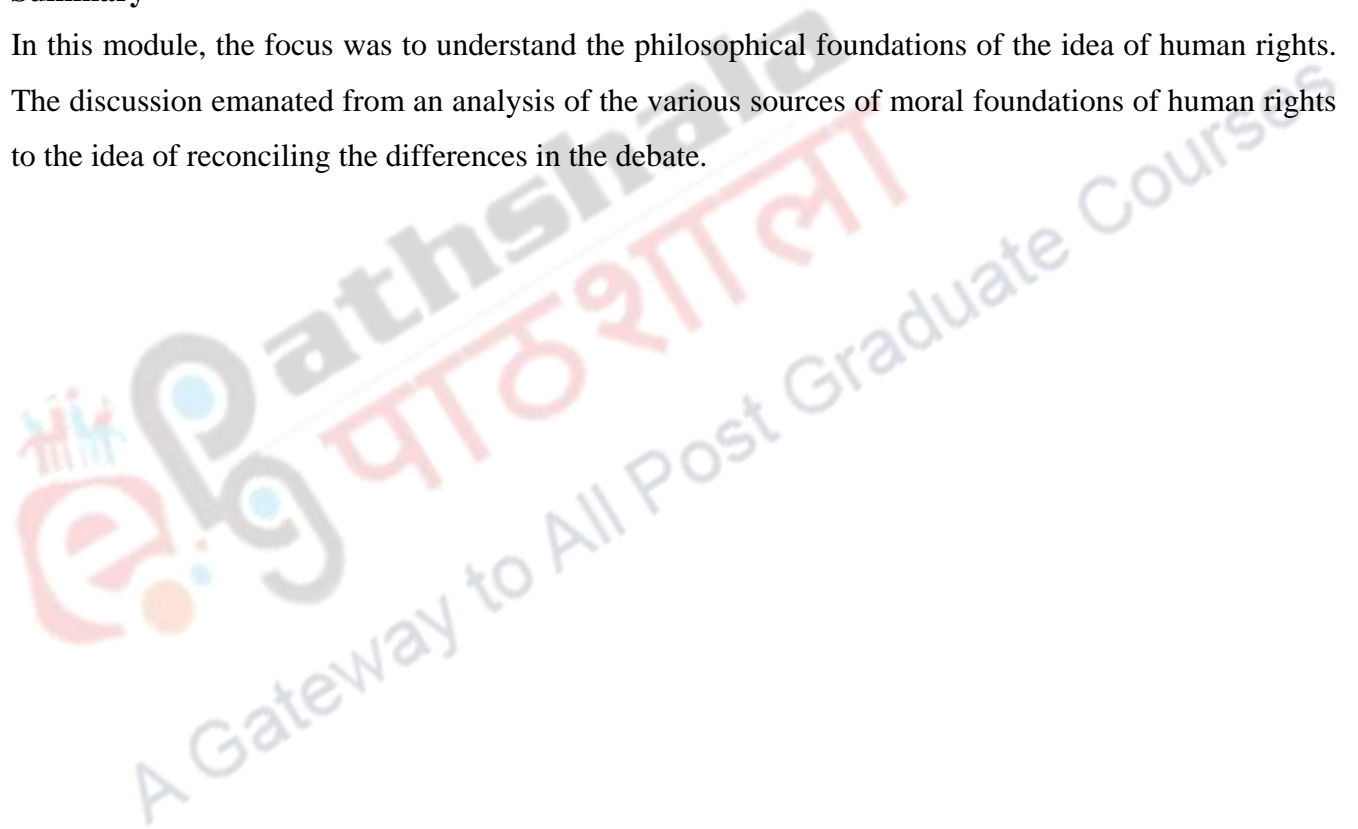 Summary
In this module, the focus was to understand the philosophical foundations of the idea of human rights.
The discussion emanated from an analysis of the various sources of moral foundations of human rights
to the idea of reconciling the differences in the debate.
ePG Pathshala
पाठशाला
A Gateway to All Post Graduate Courses